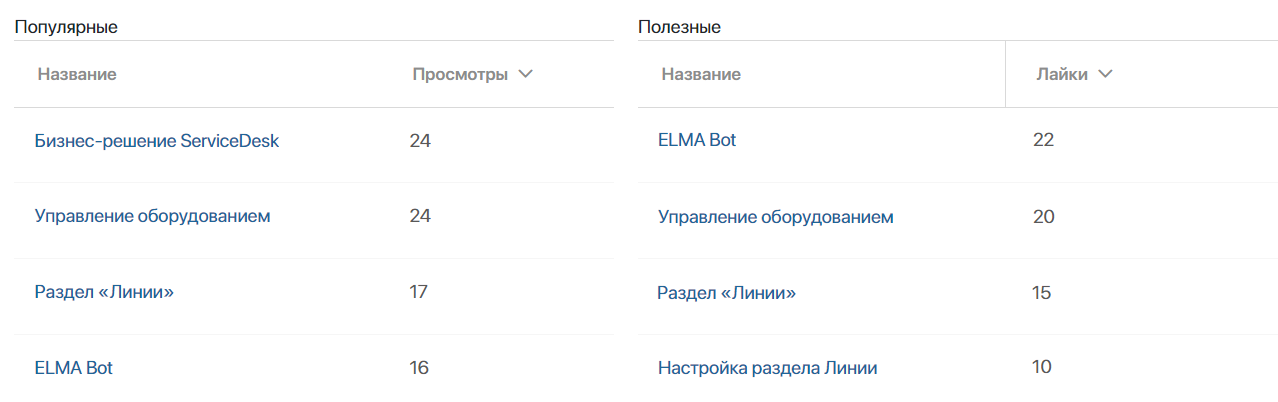 Популярные
Название Просмотры
Бизнес-решение ServiceDesk 24
Управление оборудованием 24
Раздел «Линии» 17
ELMA Bot 16
Полезные
Название Лайки
ELMA Bot 22
Управление оборудованием 20
Раздел «Линии» 15
Настройка раздела Линии 10